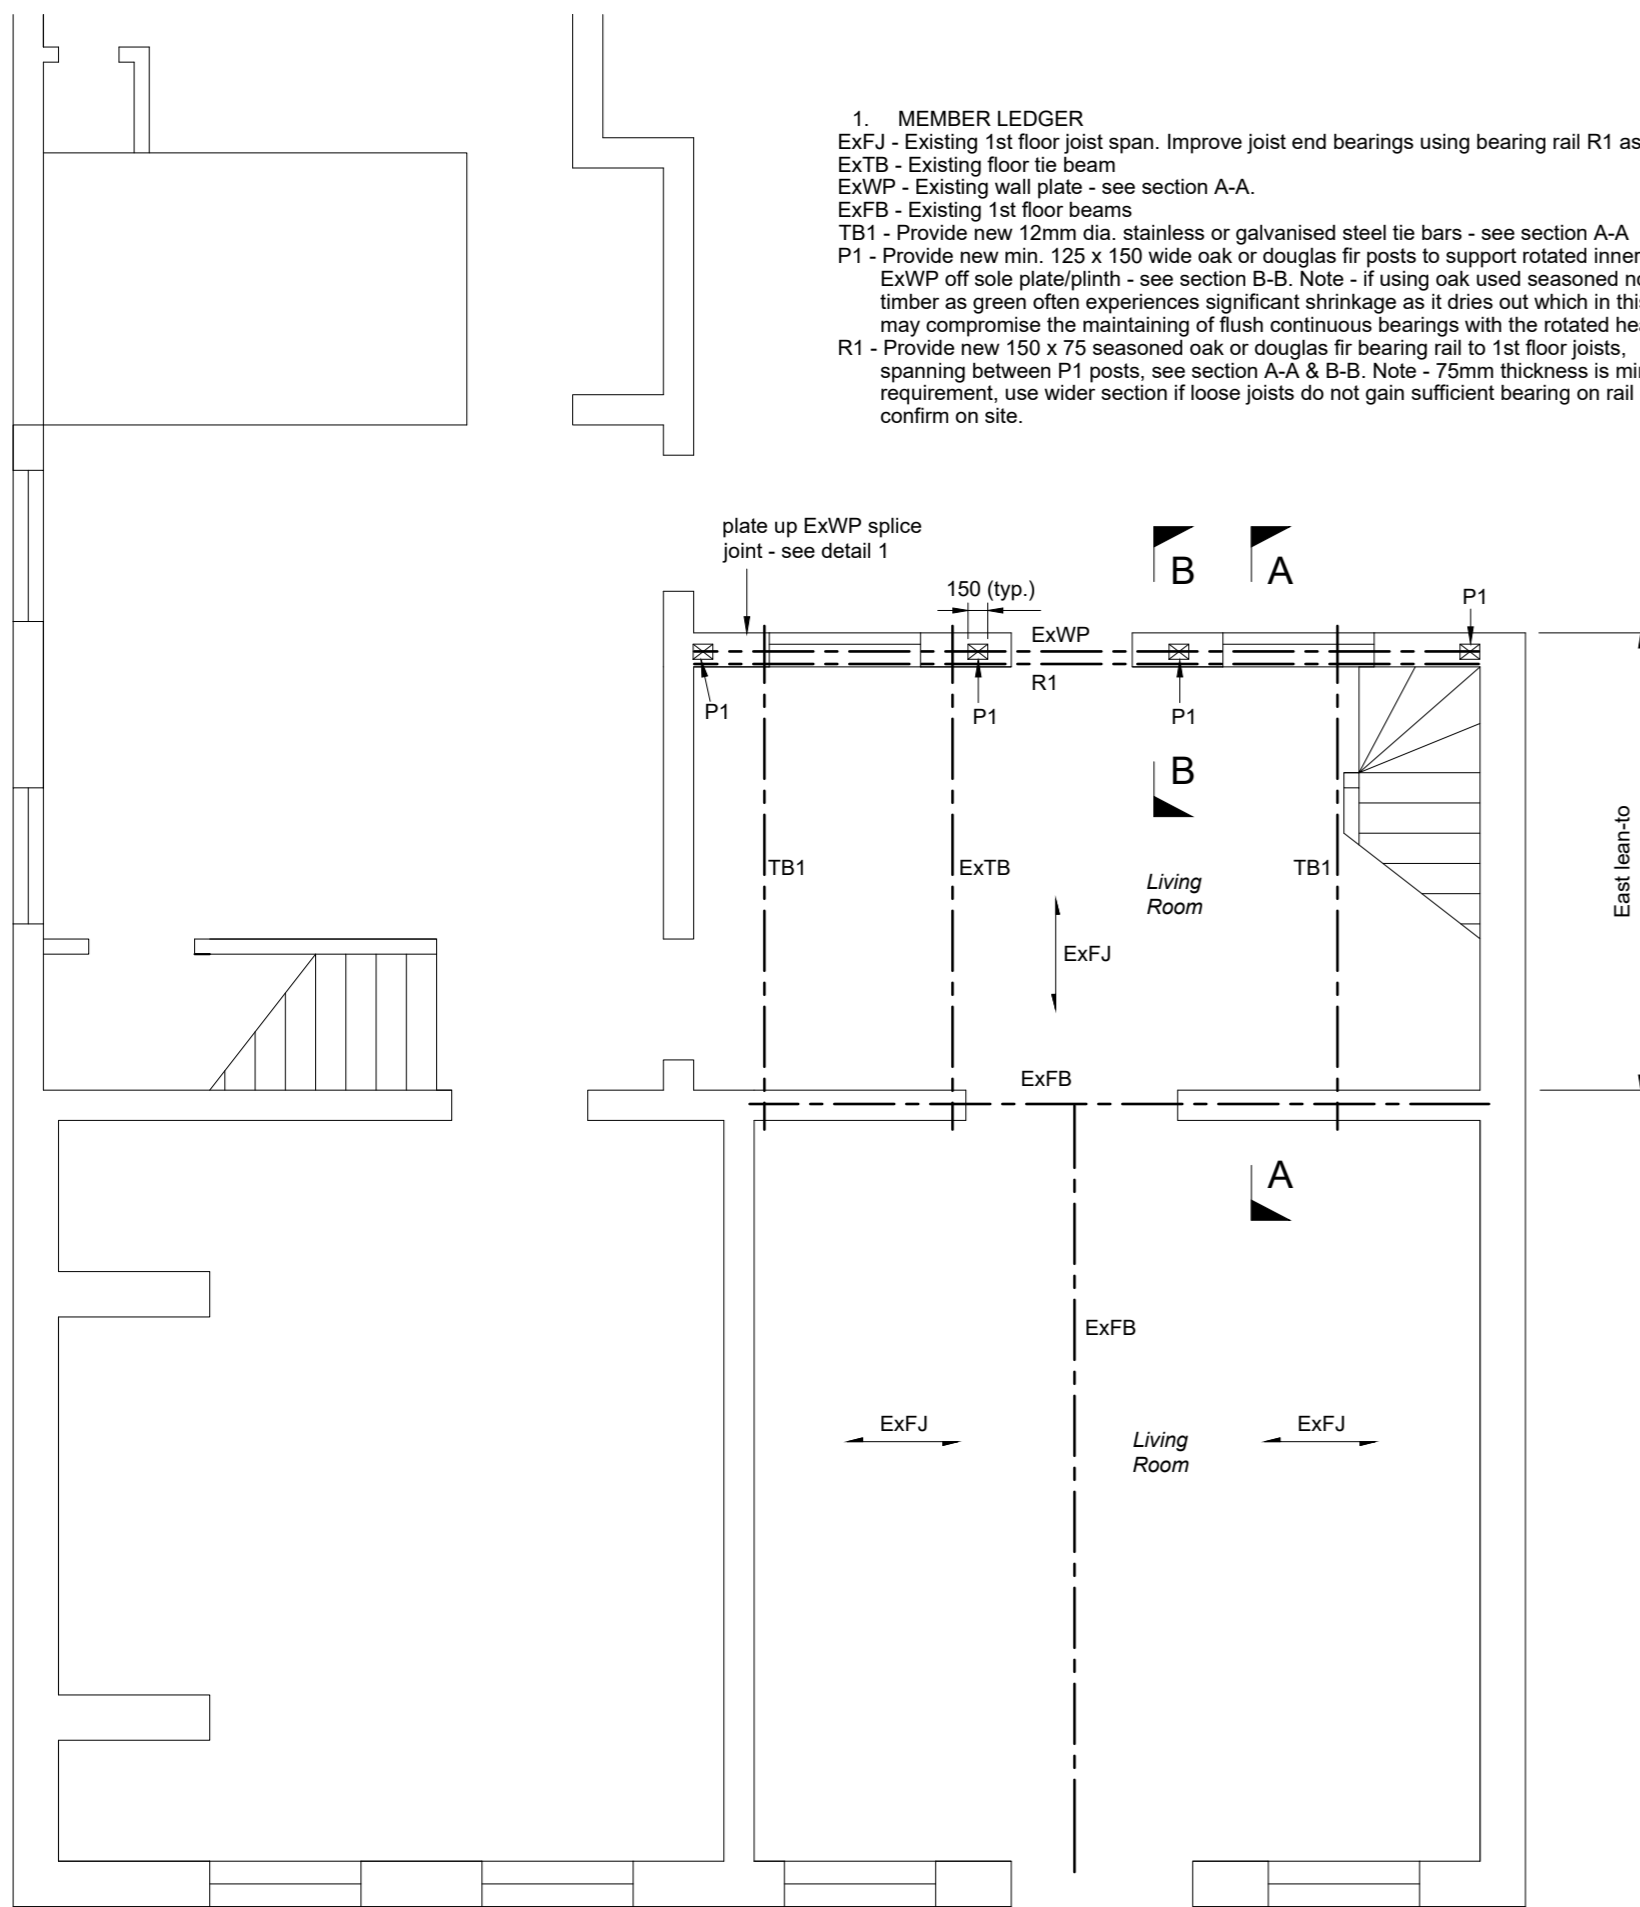 1. MEMBER LEDGER
ExFJ - Existing 1st floor joist span. Improve joist end bearings using bearing rail R1 as
ExTB - Existing floor tie beam
ExWP - Existing wall plate - see section A-A.
ExFB - Existing 1st floor beams
TB1 - Provide new 12mm dia. stainless or galvanised steel tie bars - see section A-A
P1 - Provide new min. 125 x 150 wide oak or douglas fir posts to support rotated inner
ExWP off sole plate/plinth - see section B-B. Note - if using oak used seasoned
timber as green often experiences significant shrinkage as it dries out which in
may compromise the maintaining of flush continuous bearings with the rotated
R1 - Provide new 150 x 75 seasoned oak or douglas fir bearing rail to 1st floor joists,
spanning between P1 posts, see section A-A & B-B. Note - 75mm thickness is
requirement, use wider section if loose joists do not gain sufficient bearing on rail
confirm on site.
plate up ExWP splice
joint - see detail 1
150 (typ.)
B
A
P1
ExWP
R1
P1
P1
P1
B
TB1
ExTB
TB1
Living
Room
East lean-to
ExFJ
ExFB
A
ExFB
ExFJ
Living
Room
ExFJ